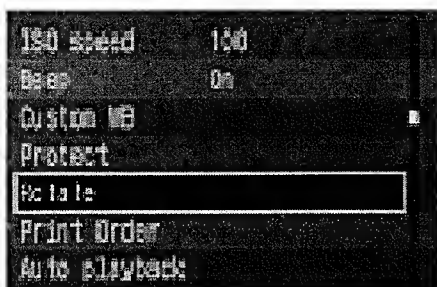 ISO speed 100
Beep On
Custom WB
Protect
Rotate
Print Order
Auto playback